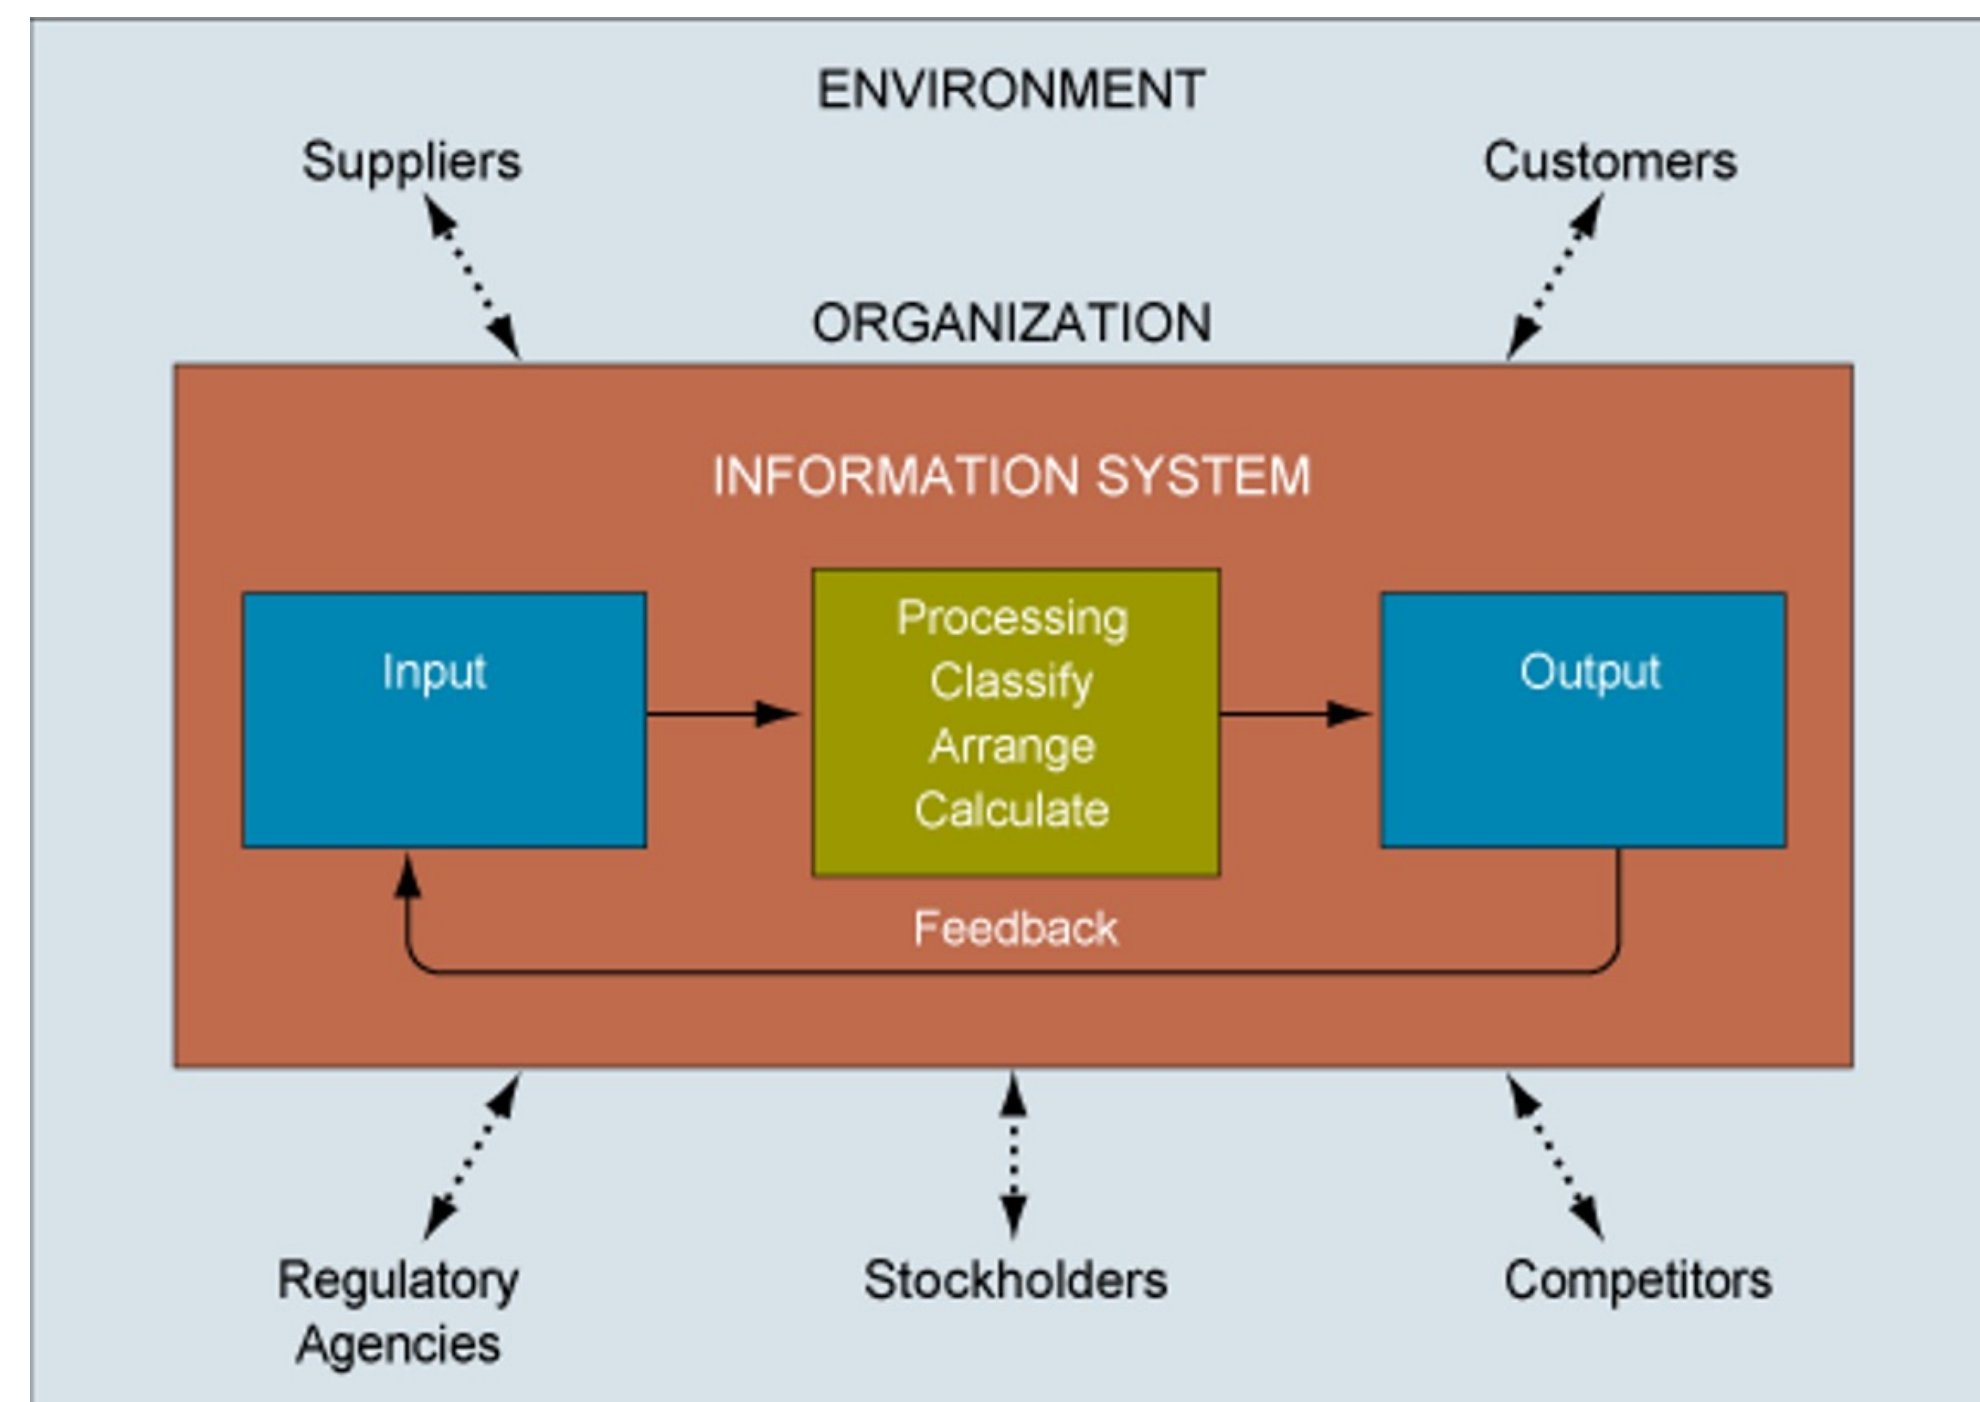 ENVIRONMENT
Suppliers
Customers
ORGANIZATION
INFORMATION SYSTEM
Input
Processing
Classify
Arrange
Calculate
Output
Feedback
Regulatory
Agencies
Stockholders
Competitors